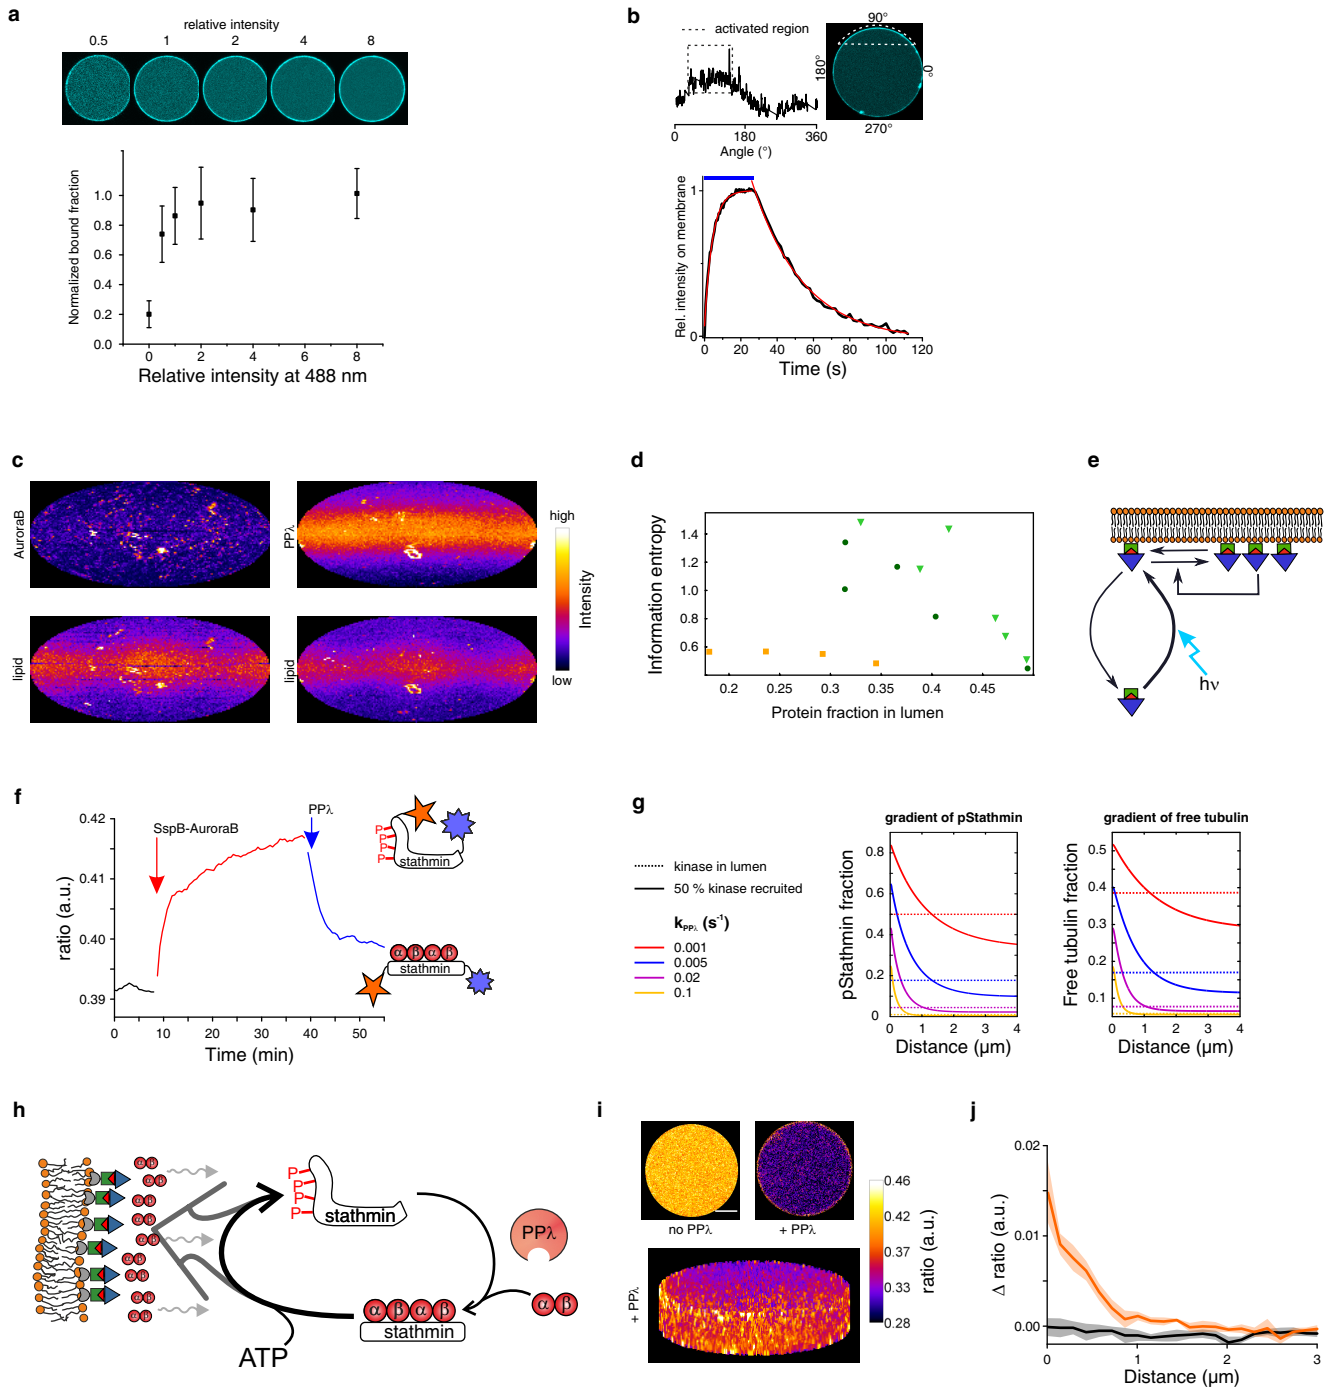 a
relative intensity
0.5 1 2 4 8
Normalized bound fraction
1.0
0.8
0.6
0.4
0.2
0.0
0 2 4 6 8
Relative intensity at 488 nm
b
activated region
90°
180°
0°
270°
0 180 360
Angle (°)
Rel. intensity on membrane
1
0
0 20 40 60 80 100 120
Time (s)
c
AuroraB
PPλ
lipid
lipid
high
Intensity
low
d
Information entropy
1.4
1.2
1.0
0.8
0.6
0.2 0.25 0.3 0.35 0.4 0.45
Protein fraction in lumen
e
hν
f
ratio (a.u.)
0.42
0.41
0.40
0.39
SspB-AuroraB
PPλ
0 10 20 30 40 50
Time (min)
P
P
P
P
stathmin
α β α β
stathmin
g
kinase in lumen
50 % kinase recruited
kPPλ (s-1)
0.001
0.005
0.02
0.1
gradient of pStathmin
pStathmin fraction
0.8
0.6
0.4
0.2
0
0 1 2 3 4
Distance (µm)
gradient of free tubulin
Free tubulin fraction
0.5
0.4
0.3
0.2
0.1
0 1 2 3 4
Distance (µm)
h
α β
α β
α β
α β
α β
α β
α β
α β
α β
P
P
P
P
stathmin
PPλ
α β
α β α β
stathmin
ATP
i
no PPλ
+ PPλ
+ PPλ
0.46
0.42
0.37
0.33
0.28
ratio (a.u.)
j
Δ ratio (a.u.)
0.02
0.01
0.00
0 1 2 3
Distance (µm)